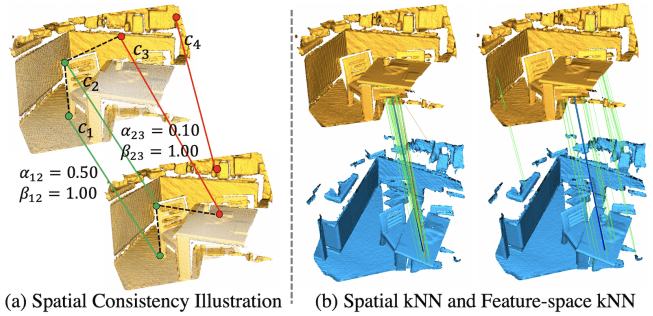 c₄
c₃
c₂
c₁
α₂₃ = 0.10
β₂₃ = 1.00
α₁₂ = 0.50
β₁₂ = 1.00
(a) Spatial Consistency Illustration
(b) Spatial kNN and Feature-space kNN